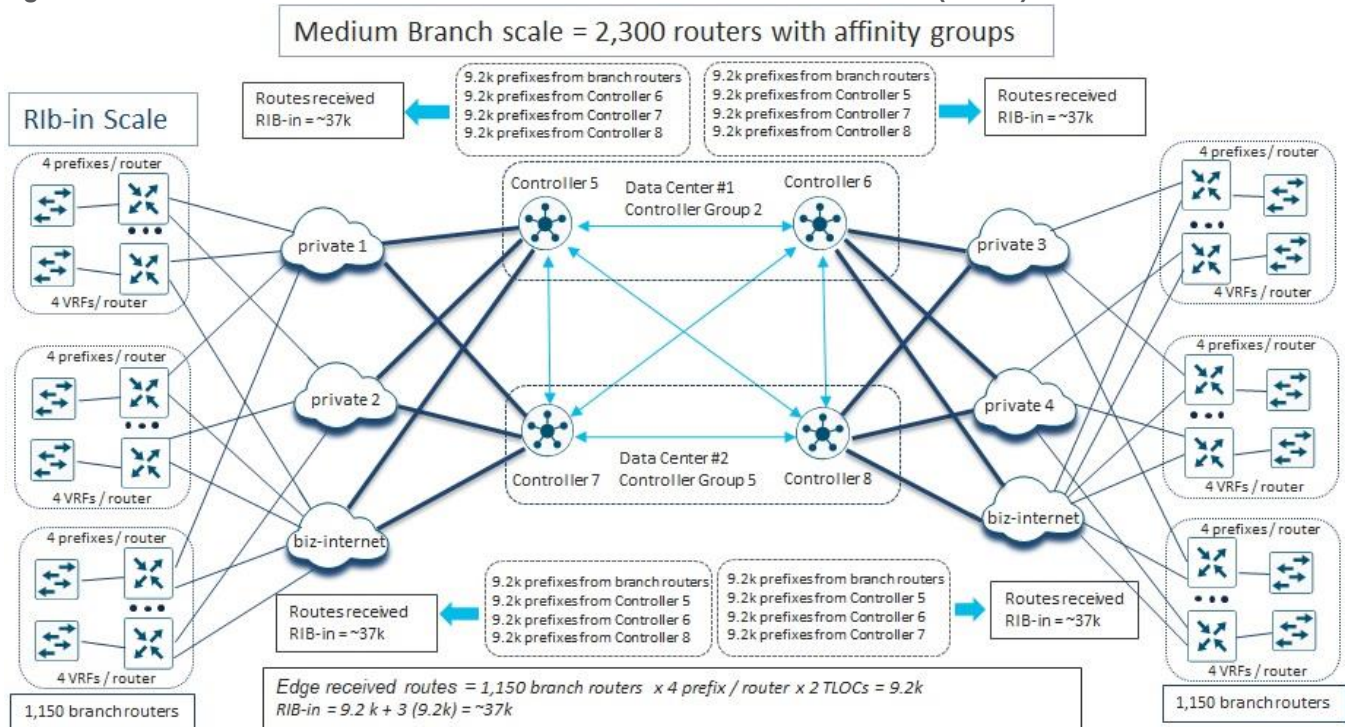 Medium Branch scale = 2,300 routers with affinity groups
RIb-in Scale
Routes received
RIB-in = ~37k
9.2k prefixes from branch routers
9.2k prefixes from Controller 6
9.2k prefixes from Controller 7
9.2k prefixes from Controller 8
9.2k prefixes from branch routers
9.2k prefixes from Controller 5
9.2k prefixes from Controller 7
9.2k prefixes from Controller 8
Routes received
RIB-in = ~37k
4 prefixes / router
4 VRFs / router
4 prefixes / router
4 VRFs / router
4 prefixes / router
4 VRFs / router
1,150 branch routers
private 1
private 2
biz-internet
Controller 5
Data Center #1
Controller Group 2
Controller 6
Controller 7
Data Center #2
Controller Group 5
Controller 8
private 3
private 4
biz-internet
4 prefixes / router
4 VRFs / router
4 prefixes / router
4 VRFs / router
4 prefixes / router
4 VRFs / router
1,150 branch routers
Routes received
RIB-in = ~37k
9.2k prefixes from branch routers
9.2k prefixes from Controller 5
9.2k prefixes from Controller 6
9.2k prefixes from Controller 8
9.2k prefixes from branch routers
9.2k prefixes from Controller 5
9.2k prefixes from Controller 6
9.2k prefixes from Controller 7
Routes received
RIB-in = ~37k
Edge received routes = 1,150 branch routers x 4 prefix / router x 2 TLOCs = 9.2k
RIB-in = 9.2 k + 3 (9.2k) = ~37k